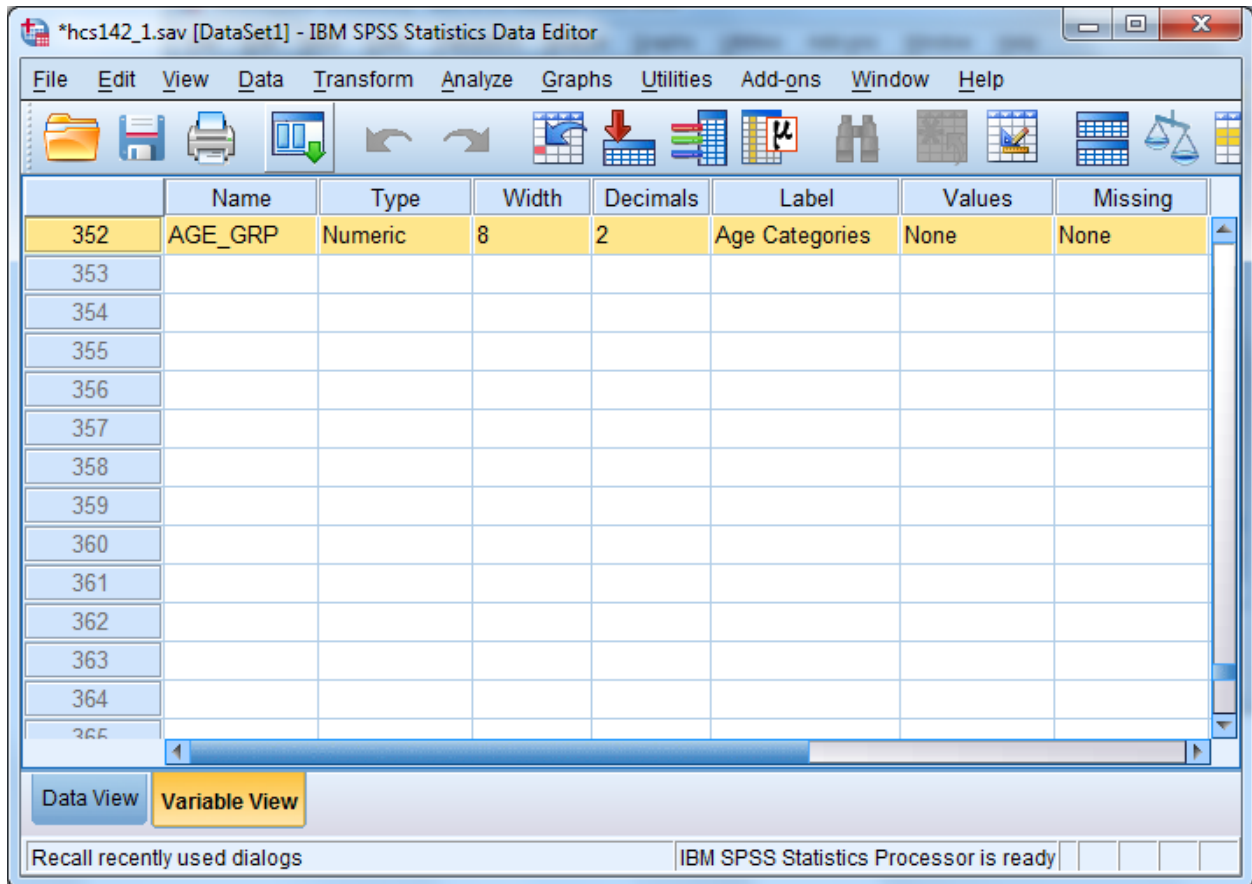 *hcs142_1.sav [DataSet1] - IBM SPSS Statistics Data Editor
File Edit View Data Transform Analyze Graphs Utilities Add-ons Window Help
μ
Name Type Width Decimals Label Values Missing
352 AGE_GRP Numeric 8 2 Age Categories None None
353
354
355
356
357
358
359
360
361
362
363
364
365
Data View Variable View
Recall recently used dialogs IBM SPSS Statistics Processor is ready